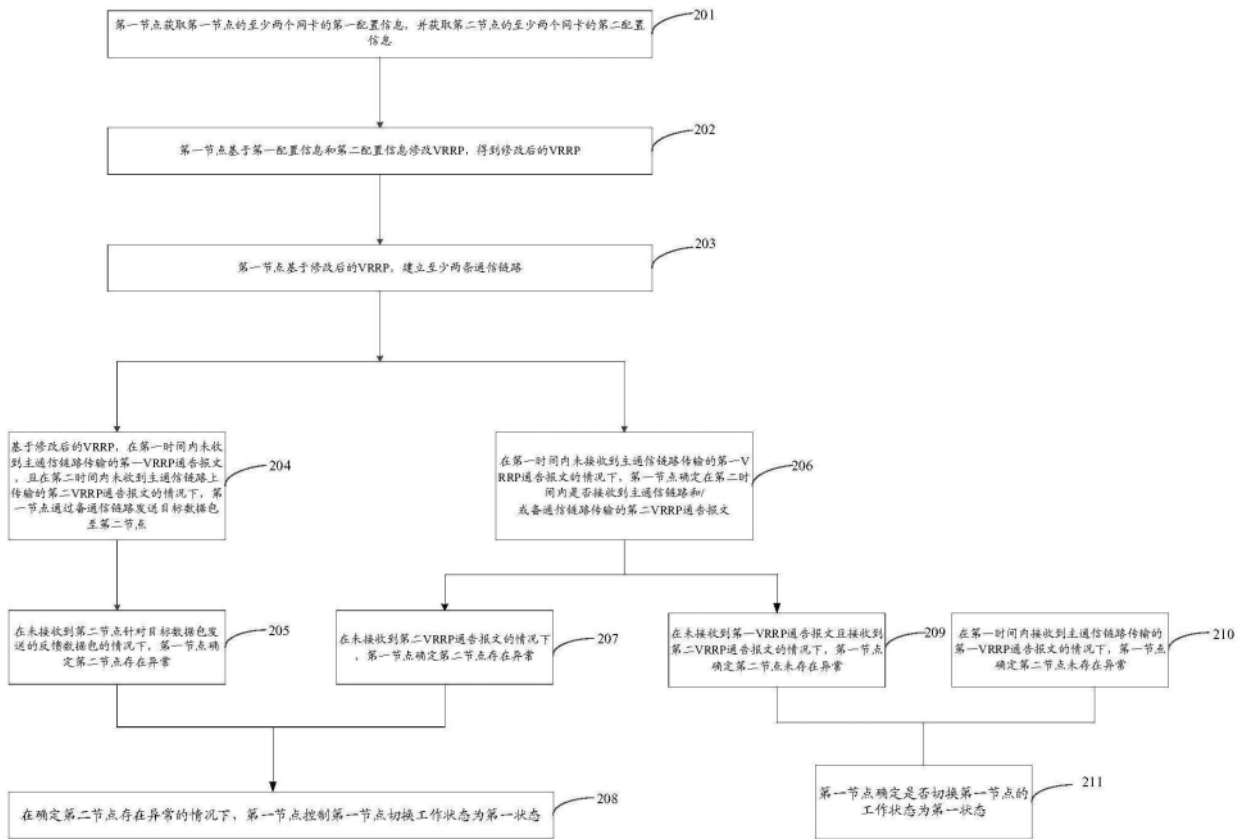 第一节点获取第一节点的至少两个网卡的第一配置信息，并获取第二节点的至少两个网卡的第二配置
信息
201
第一节点基于第一配置信息和第二配置信息修改VRRP，得到修改后的VRRP
202
第一节点基于修改后的VRRP，建立至少两条通信链路
203
基于修改后的VRRP，在第一时间内未收
到主通信链路传输的第一VRRP通告报文
，且在第二时间内未收到主通信链路上
传输的第二VRRP通告报文的情况下，第
一节点通过备通信链路发送目标数据包
至第二节点
204
在第一时间内未接收到主通信链路传输的第一V
RRP通告报文的情况下，第一节点确定在第二时
间内是否接收到主通信链路和/
或备通信链路传输的第二VRRP通告报文
206
在未接收到第二节点针对目标数据包发
送的反馈数据包的情况下，第一节点确
定第二节点存在异常
205
在未接收到第二VRRP通告报文的情况下
，第一节点确定第二节点存在异常
207
在未接收到第一VRRP通告报文且接收到
第二VRRP通告报文的情况下，第一节点
确定第二节点未存在异常
209
在第一时间内接收到主通信链路传输的
第一VRRP通告报文的情况下，第一节点
确定第二节点未存在异常
210
在确定第二节点存在异常的情况下，第一节点控制第一节点切换工作状态为第一状态
208
第一节点确定是否切换第一节点的
工作状态为第一状态
211